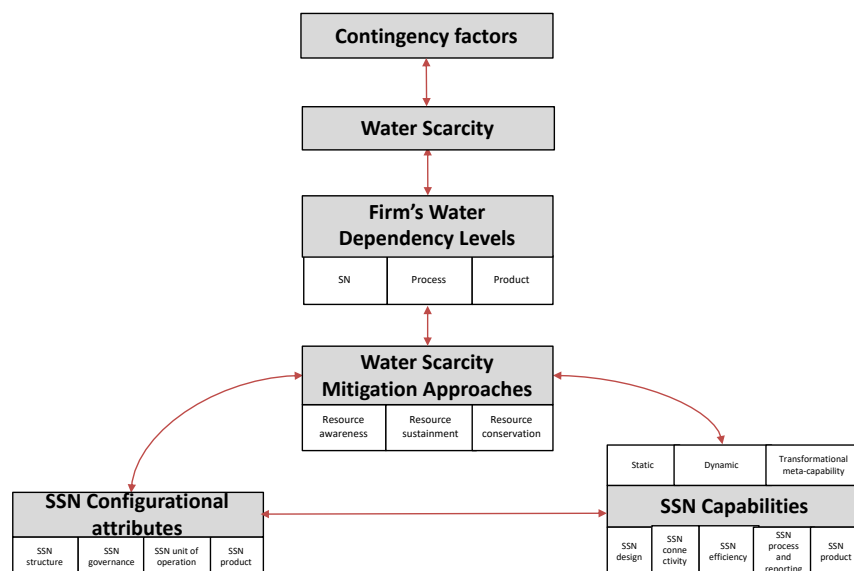 Contingency factors
Water Scarcity
Firm's Water
Dependency Levels
SN
Process
Product
Water Scarcity
Mitigation Approaches
Resource
awareness
Resource
sustainment
Resource
conservation
Static
Dynamic
Transformational
meta-capability
SSN Configurational
attributes
SSN
structure
SSN
governance
SSN unit of
operation
SSN
product
SSN Capabilities
SSN
design
SSN
conne
ctivity
SSN
efficiency
SSN
process
and
reporting
SSN
product